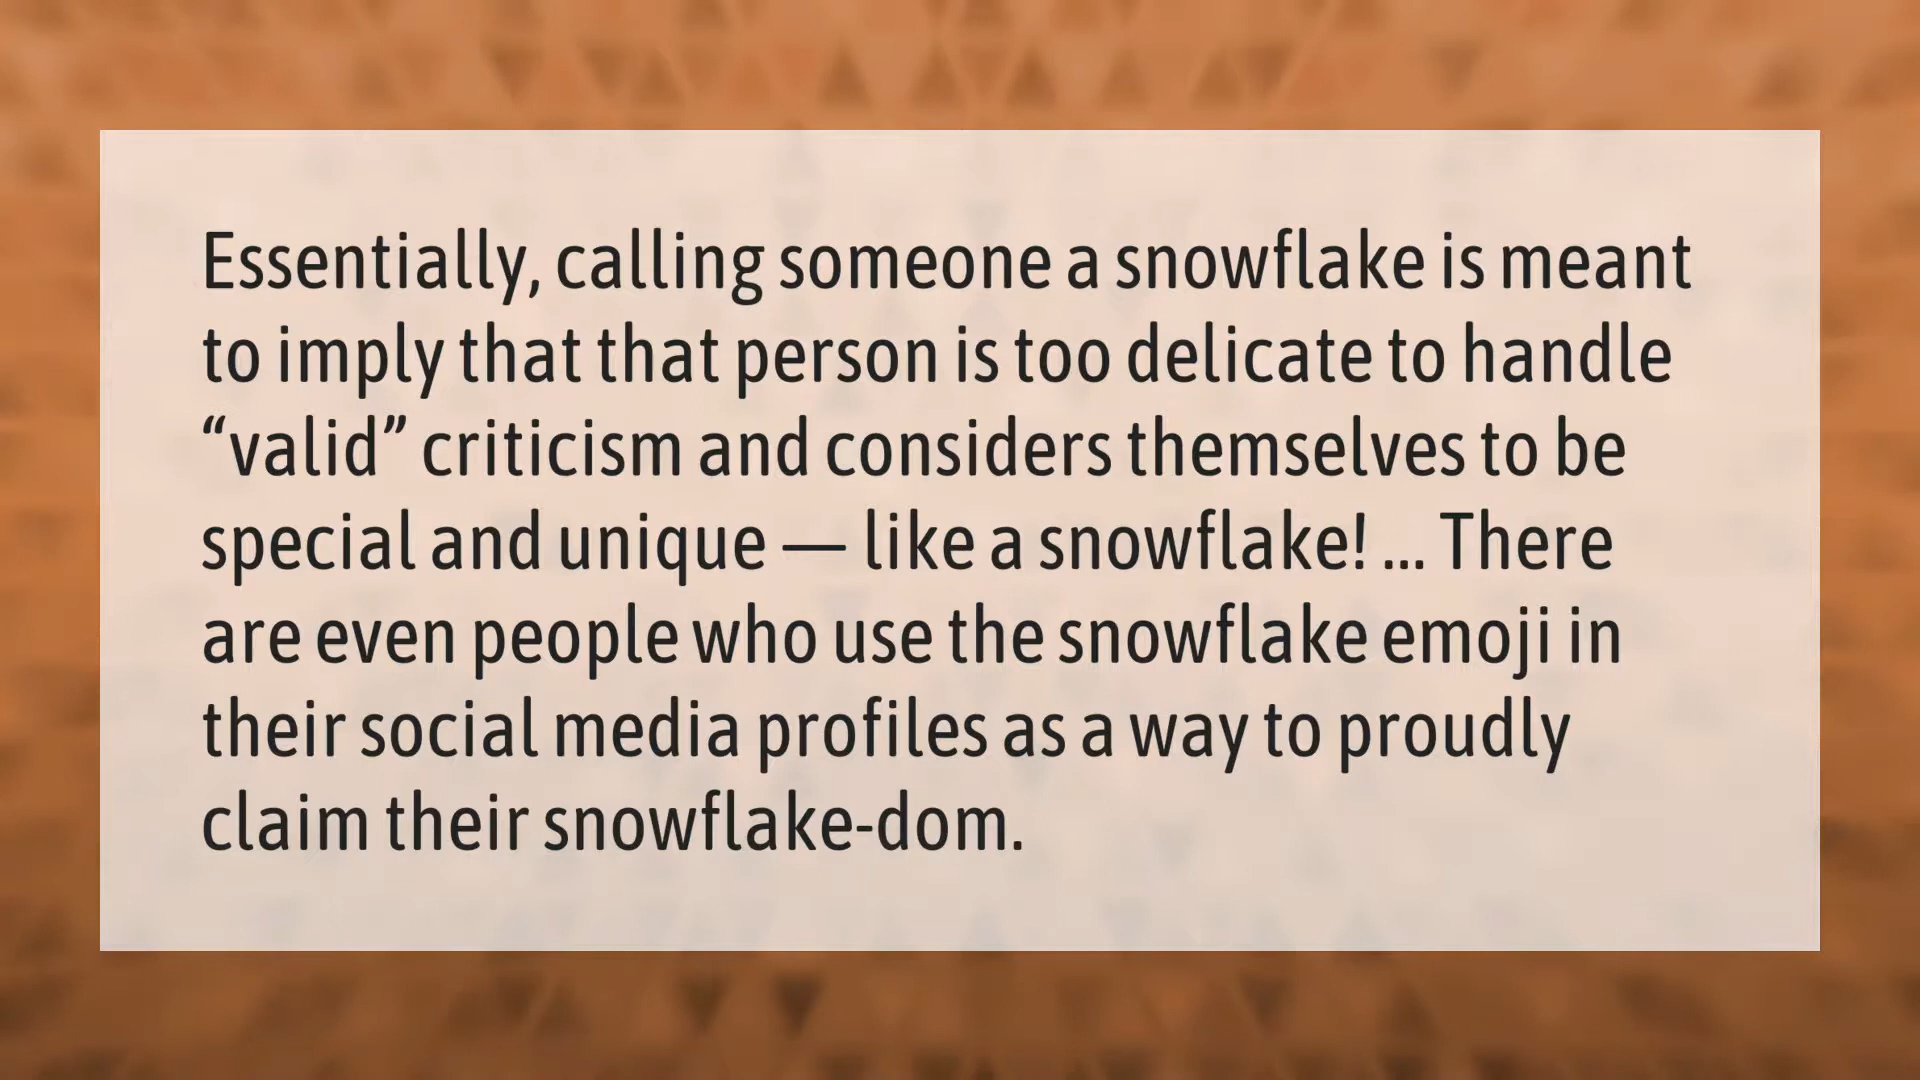 Essentially, calling someone a snowflake is meant
to imply that that person is too delicate to handle
“valid” criticism and considers themselves to be
special and unique — like a snowflake! ... There
are even people who use the snowflake emoji in
their social media profiles as a way to proudly
claim their snowflake-dom.